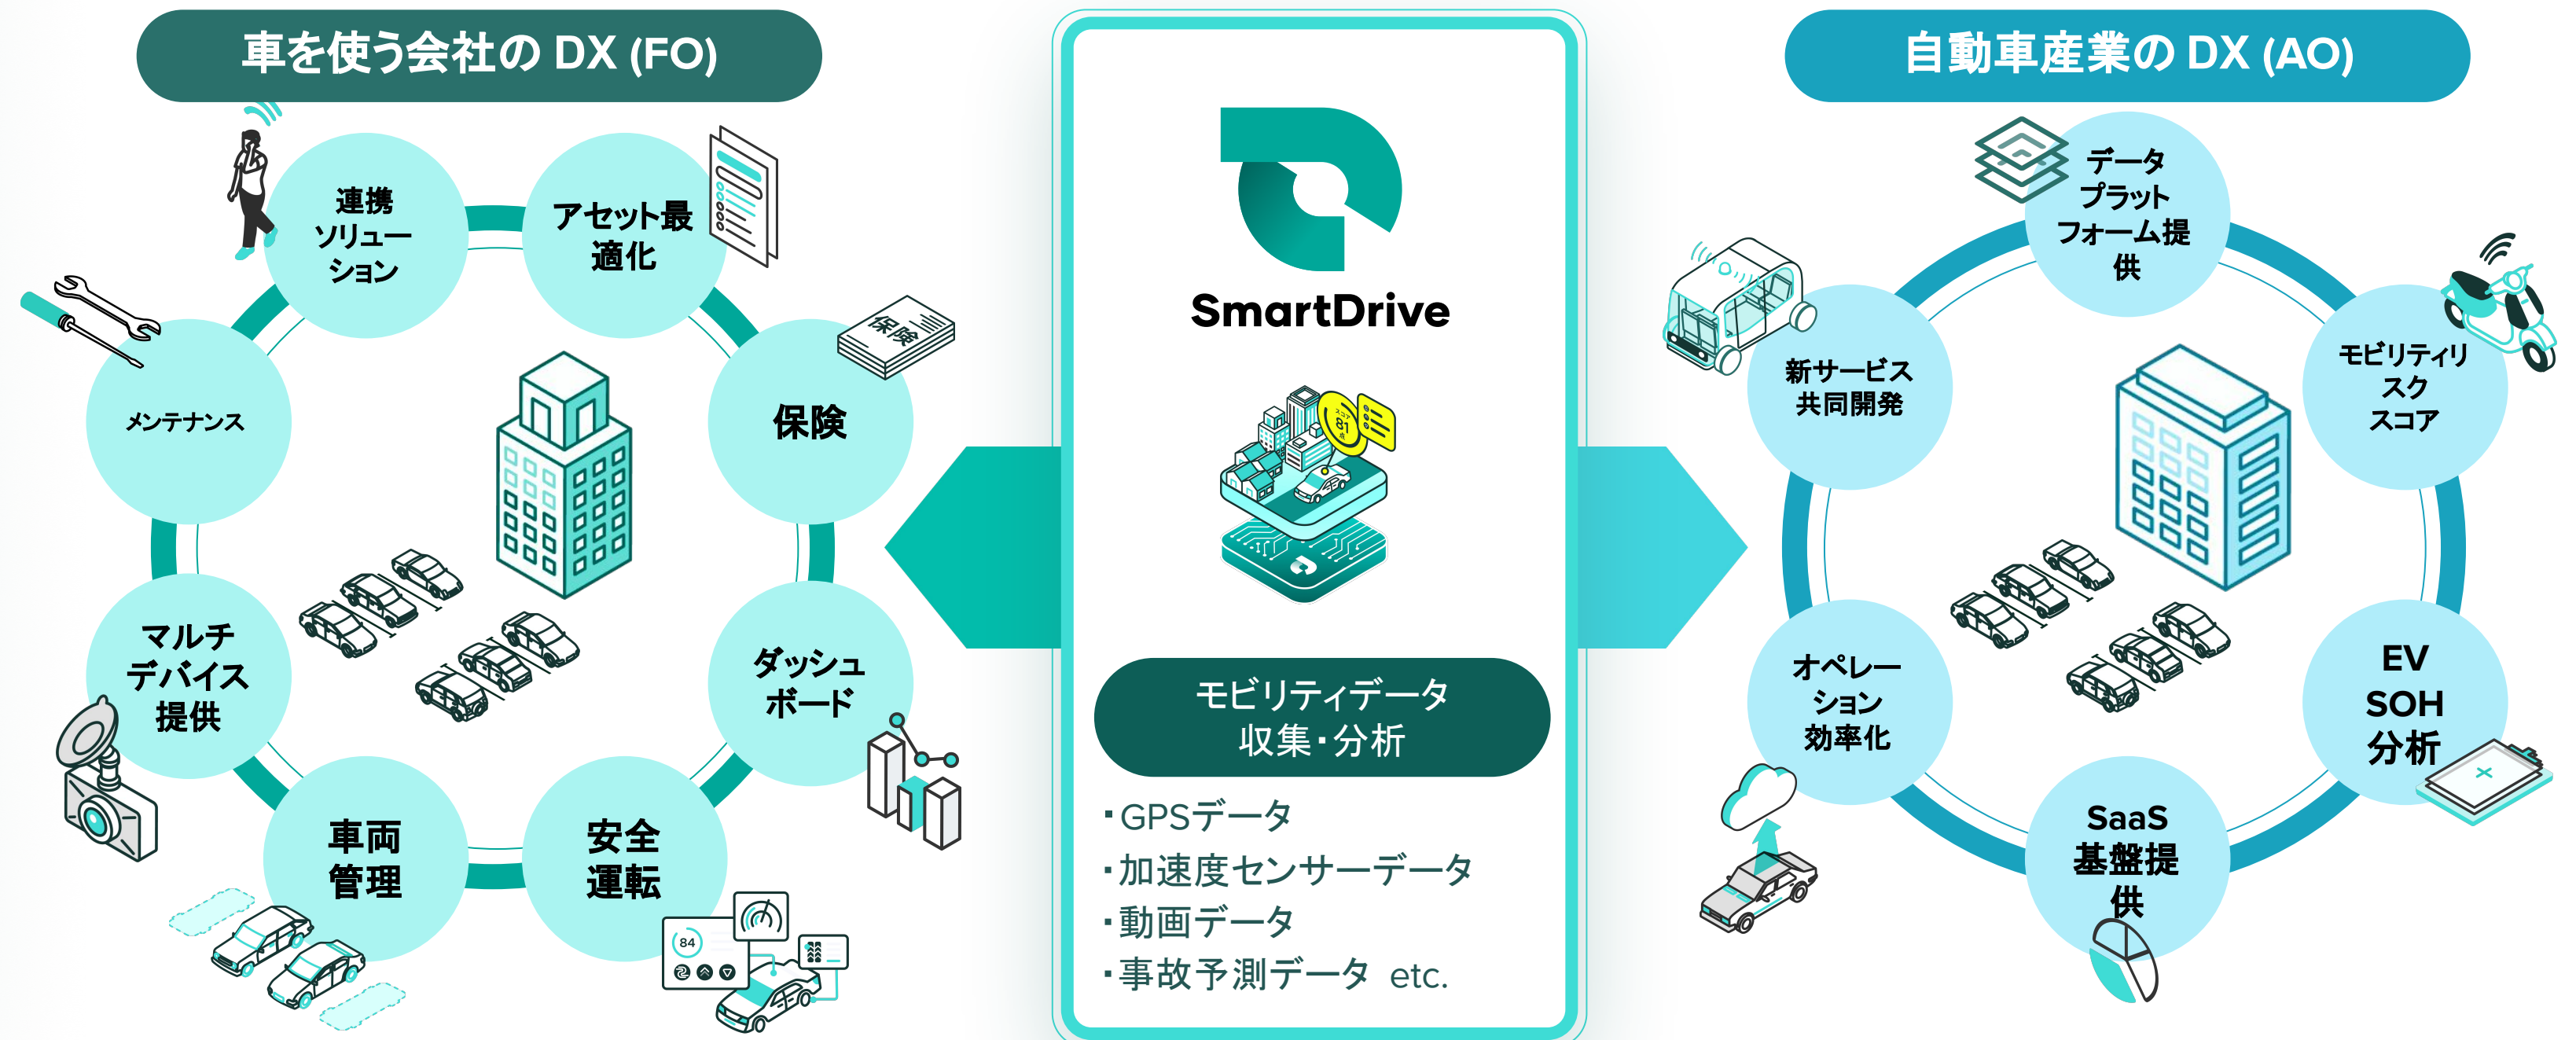 車を使う会社の DX (FO)
連携
ソリュー
ション
アセット最
適化
保険
保険
メンテナンス
マルチ
デバイス
提供
ダッシュ
ボード
車両
管理
安全
運転
84
SmartDrive
スコア
81
点
モビリティデータ
収集・分析
・GPSデータ
・加速度センサーデータ
・動画データ
・事故予測データ etc.
自動車産業の DX (AO)
データ
プラット
フォーム提
供
新サービス
共同開発
モビリティリ
スク
スコア
オペレー
ション
効率化
EV
SOH
分析
SaaS
基盤提
供